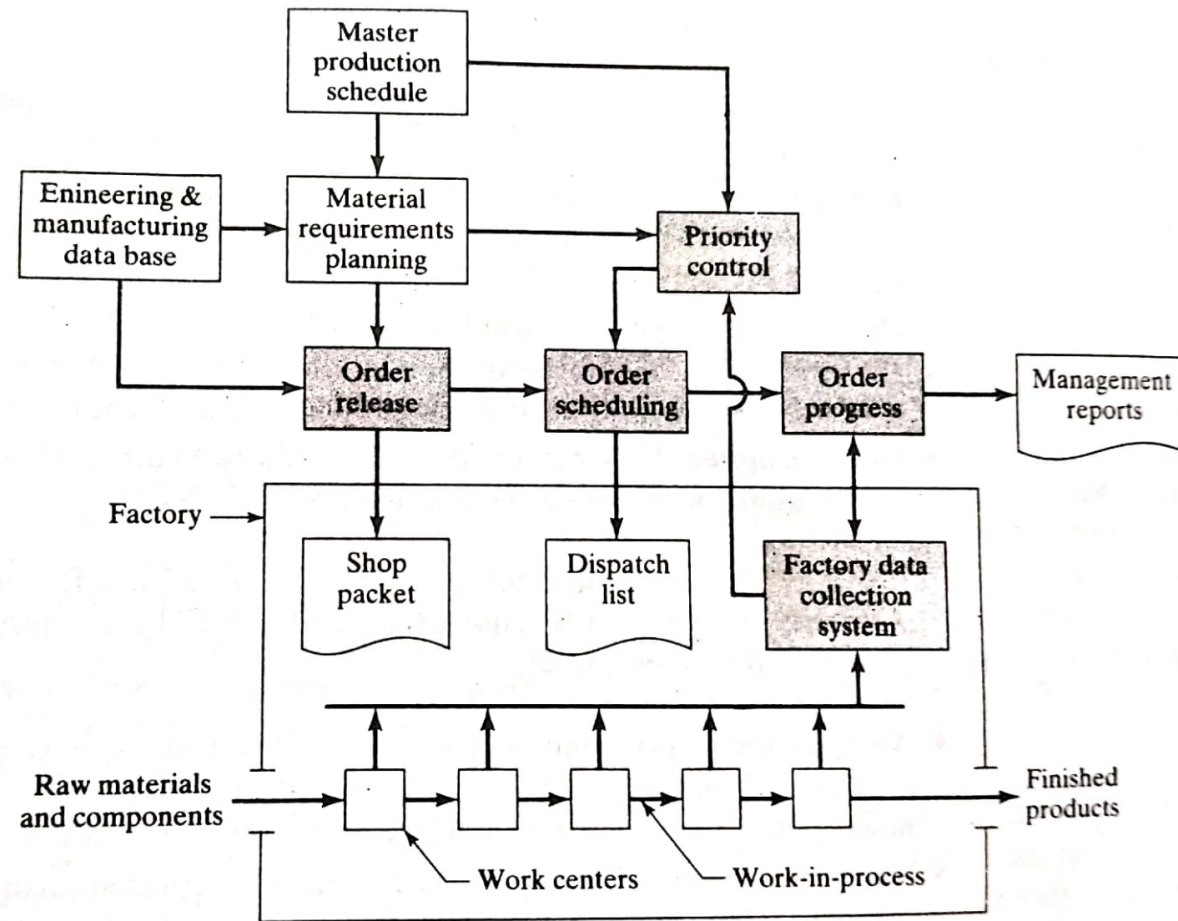 Master
production
schedule
Enineering &
manufacturing
data base
Material
requirements
planning
Priority
control
Order
release
Order
scheduling
Order
progress
Management
reports
Factory
Shop
packet
Dispatch
list
Factory data
collection
system
Raw materials
and components
Finished
products
Work centers
Work-in-process